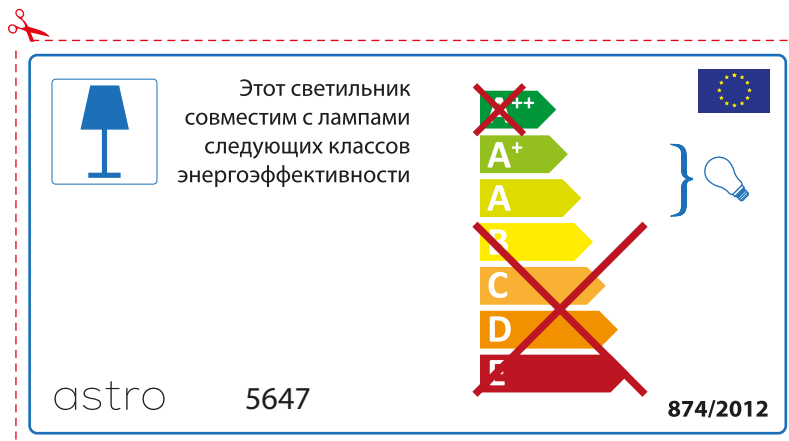 Этот светильник
совместим с лампами
следующих классов
энергоэффективности
A++
A+
A
B
C
D
E
astro
5647
874/2012